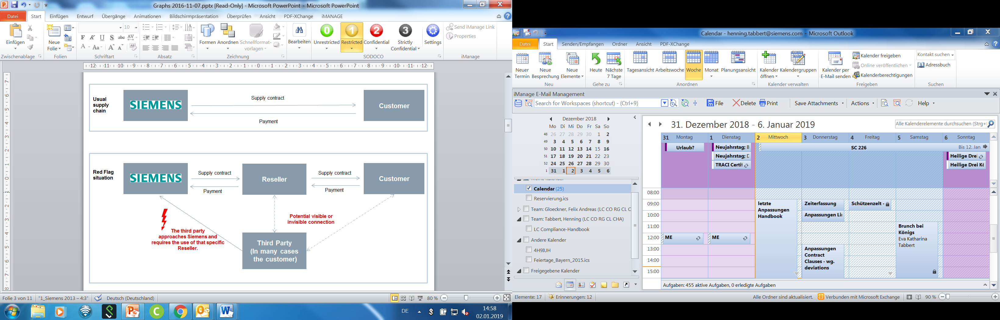 Graphs 2016-11-07.pptx [Read-Only] - Microsoft PowerPoint - Microsoft PowerPoint
Datei Start Einfügen Entwurf Übergänge Animationen Bildschirmpräsentation Überprüfen Ansicht PDF-XChange iMANAGE
Einfügen
Neue
Folie
10
F K U S abc AV
A Aa A A
Formen Anordnen Schnellformat-
vorlagen
Bearbeiten
0 1 2 3
Unrestricted Restricted Confidential Strictly
Confidential
Settings
Send iManage Link
Properties
Zwischenablage Folien Schriftart Absatz Zeichnung SODOCO iManage
12 11 10 9 8 7 6 5 4 3 2 1 0 1 2 3 4 5 6 7 8 9 10 11 12
Usual
supply
chain
SIEMENS
Supply contract
Payment
Customer
Red Flag
situation
SIEMENS
Supply contract
Payment
Reseller
Supply contract
Payment
Customer
Potential visible or
invisible connection
The third party
approaches Siemens and
requires the use of that specific
Reseller.
Third Party
(In many cases
the customer)
Folie 3 von 11 "1_Siemens 2013 – 4:3" Deutsch (Deutschland) 80 %
DE 14:58
02.01.2019
Calendar - henning.tabbert@siemens.com - Microsoft Outlook
Datei Start Senden/Empfangen Ordner Ansicht PDF-XChange
Neuer
Termin
Neue
Besprechung
Neue
Elemente
Heute
Nächste
7 Tage
Tagesansicht Arbeitswoche Woche Monat Planungsansicht
Kalender
öffnen
Kalendergruppen
Kalender per
E-Mail senden
Kalender freigeben
Online veröffentlichen
Kalenderberechtigungen
Kontakt suchen
Adressbuch
Neu Gehe zu Anordnen Kalender verwalten Freigeben Suchen
iManage E-Mail Management
Search for Workspaces (shortcut) - (Ctrl+9) File Delete Print Save Attachments Actions Help
Dezember 2018
Mo Di Mi Do Fr Sa So
48 26 27 28 29 30 1 2
49 3 4 5 6 7 8 9
50 10 11 12 13 14 15 16
51 17 18 19 20 21 22 23
52 24 25 26 27 28 29 30
1 31 1 2 3 4 5 6
Calendar (25)
Reservierung.ics
Team: Gloeckner, Felix Andreas (LC CO RG CL C
Team: Tabbert, Henning (LC CO RG CL CHA)
LC Compliance-Handbook
Andere Kalender
4H9IUH
Feiertage_Bayern_2015.ics
Freigegebene Kalender
31. Dezember 2018 - 6. Januar 2019
Alle Kalenderelemente durchsuchen (Strg+
31 Montag 1 Dienstag 2 Mittwoch 3 Donnerstag 4 Freitag 5 Samstag 6 Sonntag
Urlaub?
Neujahrstag; B
Neujahrstag; D
TRACI Certif
SC 226
Bis 12. Jan
Heilige Drei
Heilige Drei Kö
08:00
09:00
10:00
11:00
12:00
13:00
14:00
15:00
ME
ME
letzte
Anpassungen
Handbook
Zeiterfassung
Anpassungen Lin
Anpassungen
Contract
Clauses - wg.
deviations
Schützenzelt -
Brunch bei
Königs
Eva Katharina
Tabbert
Aufgaben: 455 aktive Aufgaben, 0 erledigte Aufgaben
Elemente: 17 Erinnerungen: 12 Alle Ordner sind aktualisiert. Verbunden mit Microsoft Exchange 90 %